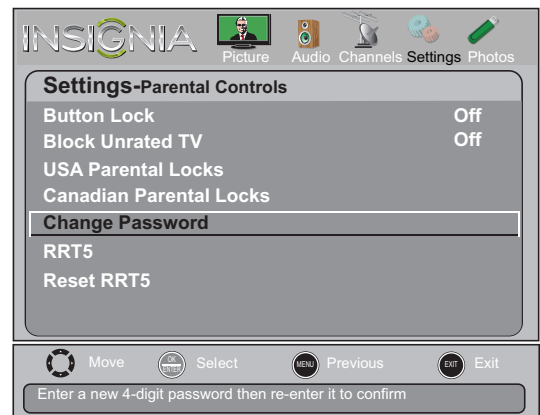 INSIGNIA
Picture Audio Channels Settings Photos
Settings-Parental Controls
Button Lock Off
Block Unrated TV Off
USA Parental Locks
Canadian Parental Locks
Change Password
RRT5
Reset RRT5
Move OK ENTER Select MENU Previous EXIT Exit
Enter a new 4-digit password then re-enter it to confirm